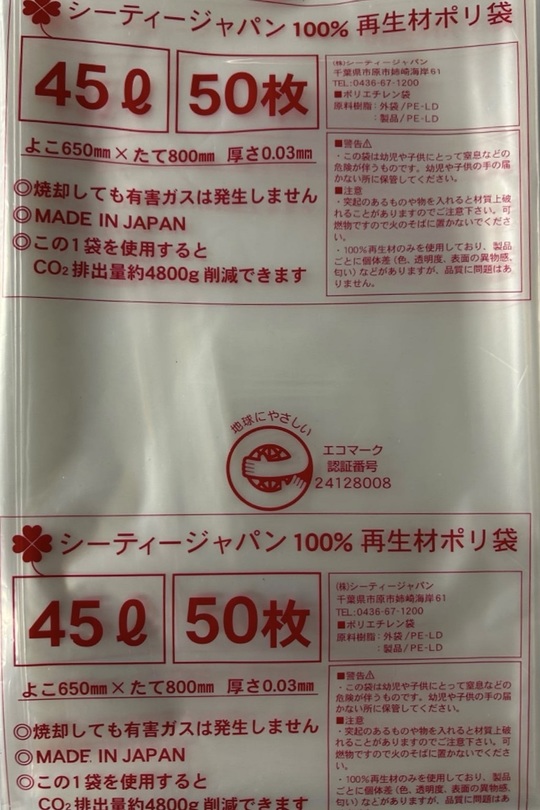 シーティージャパン 100% 再生材ポリ袋
45ℓ 50枚
よこ650㎜×たて800㎜ 厚さ0.03㎜
◎焼却しても有害ガスは発生しません
◎MADE IN JAPAN
◎この1袋を使用すると
CO₂排出量約4800g削減できます
(株)シーティージャパン
千葉県市原市姉崎海岸61
TEL:0436-67-1200
■ポリエチレン袋
原料樹脂:外袋/PE-LD
:製品/PE-LD
■警告⚠
・この袋は幼児や子供にとって窒息などの
危険が伴うものです。幼児や子供の手の届
かない所に保管してください。
■注意
・突起のあるものや物を入れると材質上破
れることがありますのでご注意下さい。可
燃物ですので火のそばに置かないでくださ
い。
・100%再生材のみを使用しており、製品
ごとに個体差(色、透明度、表面の異物感、
匂い)などがありますが、品質に問題はあ
りません。
地球にやさしい
エコマーク
認証番号
24128008
シーティージャパン 100% 再生材ポリ袋
45ℓ 50枚
よこ650㎜×たて800㎜ 厚さ0.03㎜
◎焼却しても有害ガスは発生しません
◎MADE IN JAPAN
◎この1袋を使用すると
CO₂排出量約4800g削減できます
(株)シーティージャパン
千葉県市原市姉崎海岸61
TEL:0436-67-1200
■ポリエチレン袋
原料樹脂:外袋/PE-LD
:製品/PE-LD
■警告⚠
・この袋は幼児や子供にとって窒息などの
危険が伴うものです。幼児や子供の手の届
かない所に保管してください。
■注意
・突起のあるものや物を入れると材質上破
れることがありますのでご注意下さい。可
燃物ですので火のそばに置かないでくださ
い。
・100%再生材のみを使用しており、製品
ごとに個体差(色、透明度、表面の異物感、
匂い)などがありますが、品質に問題はあ